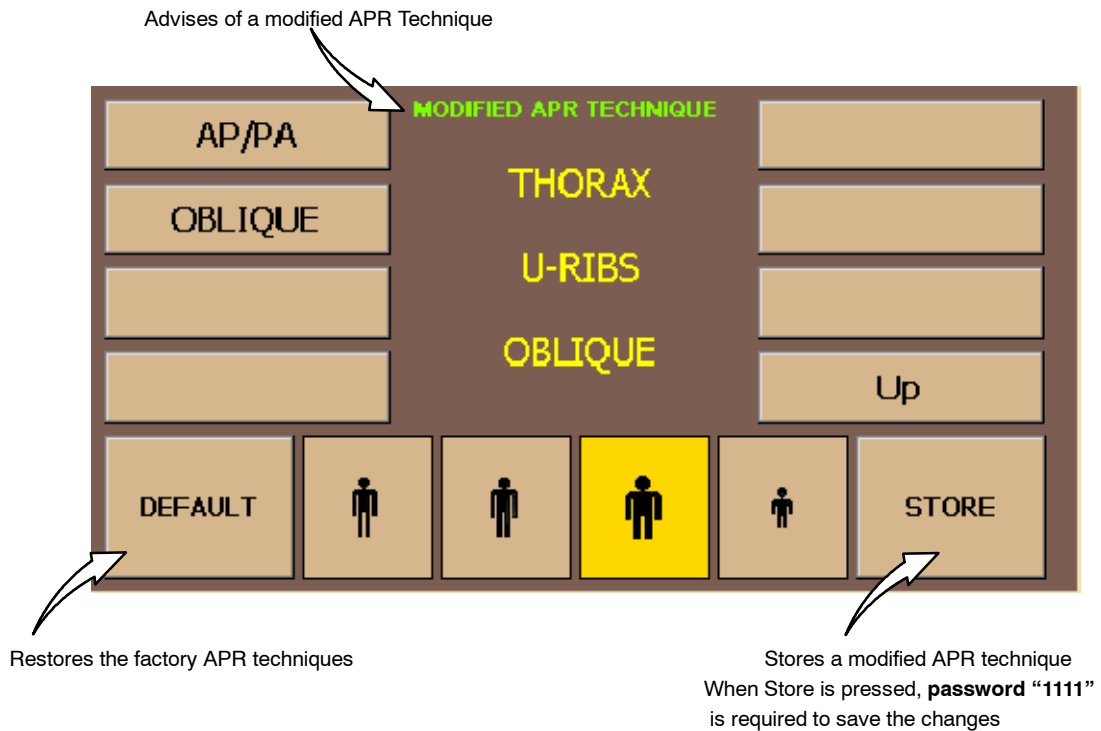 Advises of a modified APR Technique
MODIFIED APR TECHNIQUE
AP/PA
THORAX
OBLIQUE
U-RIBS
OBLIQUE
Up
DEFAULT
STORE
Restores the factory APR techniques
Stores a modified APR technique
When Store is pressed, password “1111”
is required to save the changes